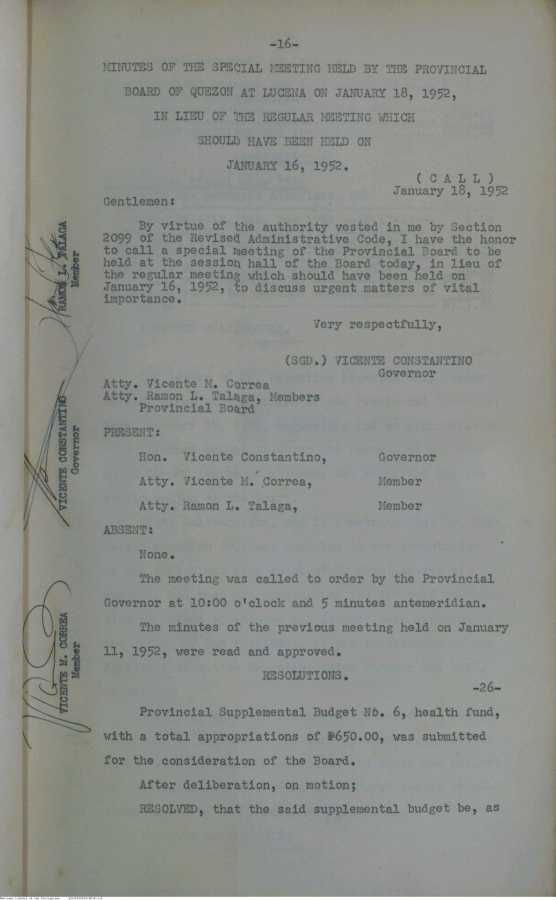 -16-
MINUTES OF THE SPECIAL MEETING HELD BY THE PROVINCIAL
BOARD OF QUEZON AT LUCENA ON JANUARY 18, 1952,
IN LIEU OF THE REGULAR MEETING WHICH
SHOULD HAVE BEEN HELD ON
JANUARY 16, 1952.
( C A L L )
January 18, 1952
Gentlemen:
By virtue of the authority vested in me by Section
2099 of the Revised Administrative Code, I have the honor
to call a special meeting of the Provincial Board to be
held at the session hall of the Board today, in lieu of
the regular meeting which should have been held on
January 16, 1952, to discuss urgent matters of vital
importance.
Very respectfully,
(SGD.) VICENTE CONSTANTINO
Governor
Atty. Vicente M. Correa
Atty. Ramon L. Talaga, Members
Provincial Board
PRESENT:
Hon. Vicente Constantino, Governor
Atty. Vicente M. Correa, Member
Atty. Ramon L. Talaga, Member
ABSENT:
None.
The meeting was called to order by the Provincial
Governor at 10:00 o'clock and 5 minutes antemeridian.
The minutes of the previous meeting held on January
11, 1952, were read and approved.
RESOLUTIONS.
-26-
Provincial Supplemental Budget No. 6, health fund,
with a total appropriations of ₱650.00, was submitted
for the consideration of the Board.
After deliberation, on motion;
RESOLVED, that the said supplemental budget be, as
RAMON L. TALAGA
Member
VICENTE CONSTANTINO
Governor
VICENTE M. CORREA
Member
National Library of the Philippines